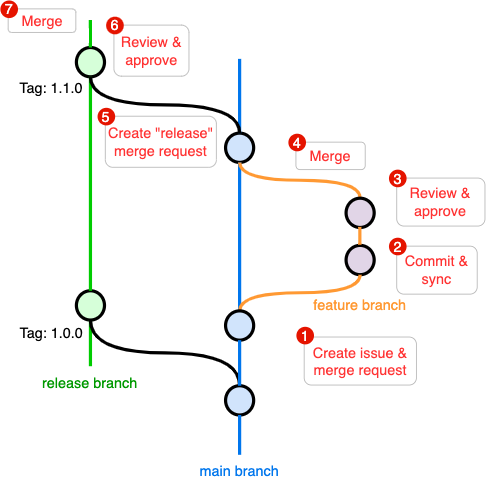 7
Merge
6
Review &
approve
Tag: 1.1.0
5
Create "release"
merge request
4
Merge
3
Review &
approve
2
Commit &
sync
feature branch
Tag: 1.0.0
1
Create issue &
merge request
release branch
main branch